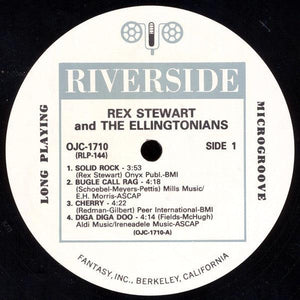 RIVERSIDE
REX STEWART
and THE ELLINGTONIANS
OJC-1710
(RLP-144)
SIDE 1
LONG PLAYING
MICROGROOVE
1. SOLID ROCK - 3:53
(Rex Stewart) Onyx Publ.-BMI
2. BUGLE CALL RAG - 4:18
(Schoebel-Meyers-Pettis) Mills Music/
E.H. Morris-ASCAP
3. CHERRY - 4:22
(Redman-Gilbert) Peer International-BMI
4. DIGA DIGA DOO - 4:14 (Fields-McHugh)
Aldi Music/Ireneadele Music-ASCAP
(OJC-1710-A)
FANTASY, INC., BERKELEY, CALIFORNIA